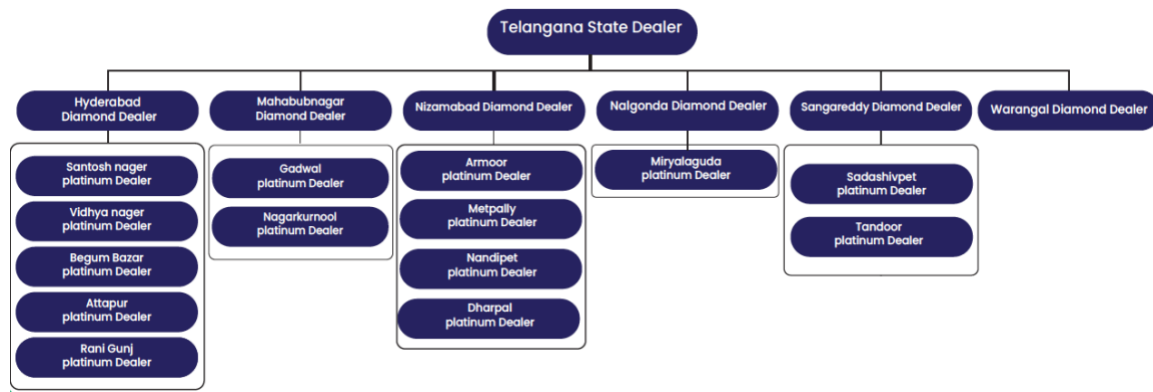 Telangana State Dealer
Hyderabad
Diamond Dealer
Mahabubnagar
Diamond Dealer
Nizamabad Diamond Dealer
Nalgonda Diamond Dealer
Sangareddy Diamond Dealer
Warangal Diamond Dealer
Santosh nager
platinum Dealer
Vidhya nager
platinum Dealer
Begum Bazar
platinum Dealer
Attapur
platinum Dealer
Rani Gunj
platinum Dealer
Gadwal
platinum Dealer
Nagarkurnool
platinum Dealer
Armoor
platinum Dealer
Metpally
platinum Dealer
Nandipet
platinum Dealer
Dharpal
platinum Dealer
Miryalaguda
platinum Dealer
Sadashivpet
platinum Dealer
Tandoor
platinum Dealer